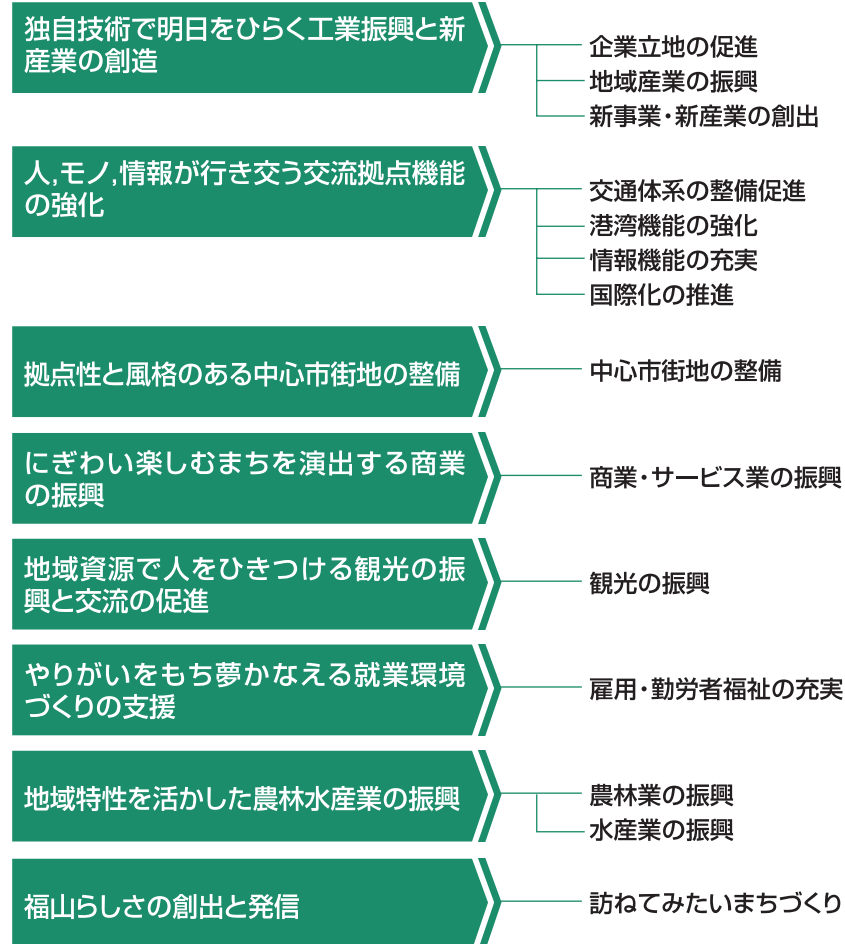 独自技術で明日をひらく工業振興と新
産業の創造
企業立地の促進
地域産業の振興
新事業・新産業の創出
人,モノ,情報が行き交う交流拠点機能
の強化
交通体系の整備促進
港湾機能の強化
情報機能の充実
国際化の推進
拠点性と風格のある中心市街地の整備
中心市街地の整備
にぎわい楽しむまちを演出する商業
の振興
商業・サービス業の振興
地域資源で人をひきつける観光の振
興と交流の促進
観光の振興
やりがいをもち夢かなえる就業環境
づくりの支援
雇用・勤労者福祉の充実
地域特性を活かした農林水産業の振興
農林業の振興
水産業の振興
福山らしさの創出と発信
訪ねてみたいまちづくり